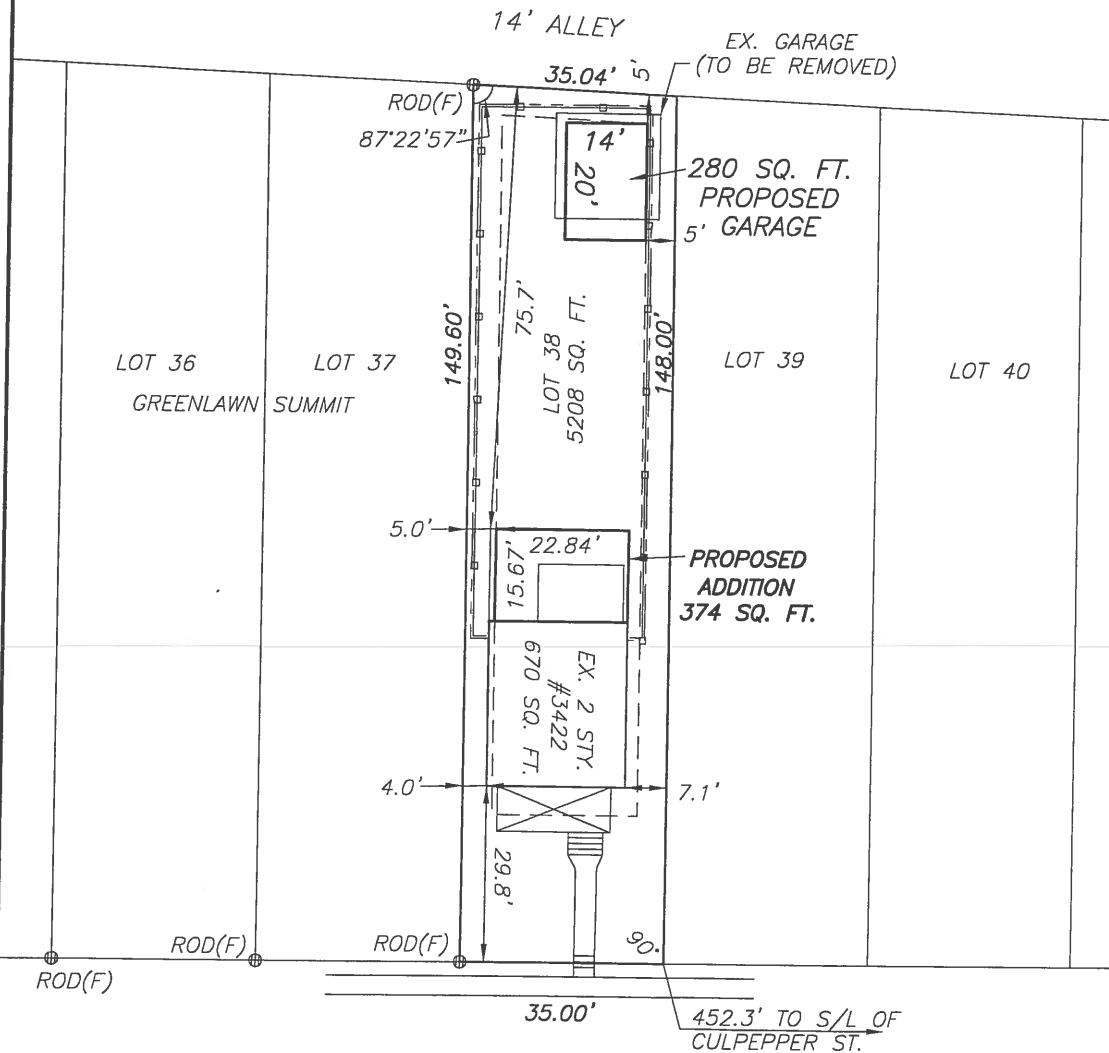 14' ALLEY
EX. GARAGE
(TO BE REMOVED)
35.04'
5'
ROD(F)
87°22'57"
14'
20'
280 SQ. FT.
PROPOSED
GARAGE
5'
75.7'
149.60'
LOT 38
5208 SQ. FT.
148.00'
LOT 36
LOT 37
LOT 39
LOT 40
GREENLAWN SUMMIT
5.0'
22.84'
15.67'
PROPOSED
ADDITION
374 SQ. FT.
EX. 2 STY.
#3422
670 SQ. FT.
4.0'
7.1'
29.8'
90°
ROD(F)
ROD(F)
ROD(F)
35.00'
452.3' TO S/L OF
CULPEPPER ST.